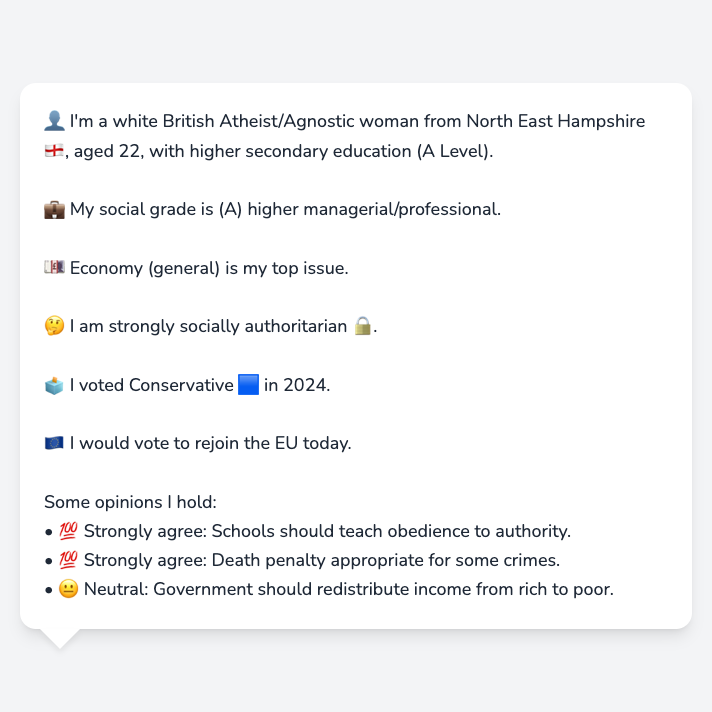 👤 I'm a white British Atheist/Agnostic woman from North East Hampshire
🏴󠁧󠁢󠁥󠁮󠁧󠁿, aged 22, with higher secondary education (A Level).
💼 My social grade is (A) higher managerial/professional.
💷 Economy (general) is my top issue.
🤔 I am strongly socially authoritarian 🔒.
🗳️ I voted Conservative 🟦 in 2024.
🇪🇺 I would vote to rejoin the EU today.
Some opinions I hold:
• 💯 Strongly agree: Schools should teach obedience to authority.
• 💯 Strongly agree: Death penalty appropriate for some crimes.
• 😐 Neutral: Government should redistribute income from rich to poor.